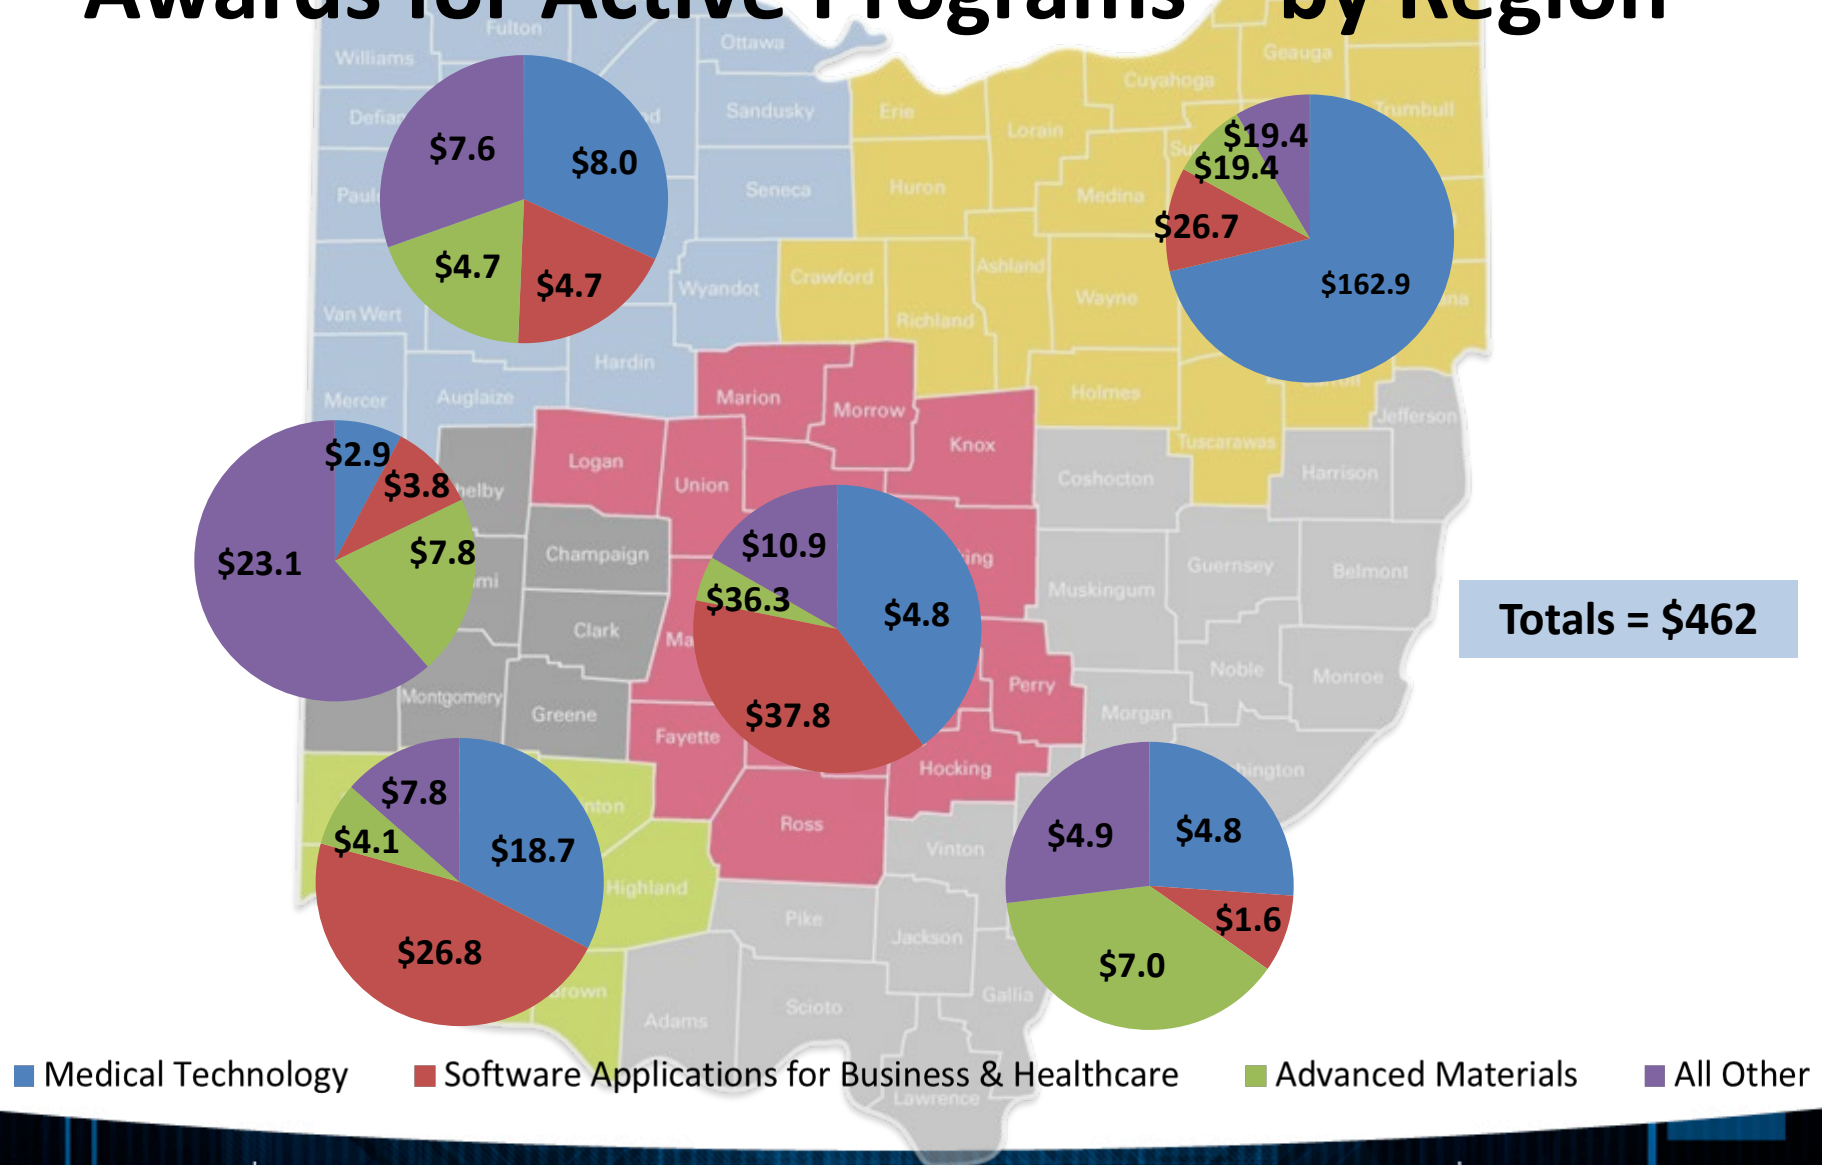 Awards for Active Programs by Region
Fulton
Williams
Ottawa
Geauga
Cuyahoga
Sandusky
Erie
Trumbull
Lorain
Seneca
Huron
Medina
$7.6
$8.0
$4.7
$4.7
$19.4
$19.4
$26.7
$162.9
Wyandot
Crawford
Ashland
Wayne
Van Wert
Richland
Hardin
Mercer
Auglaize
Marion
Morrow
Holmes
Jefferson
Tuscarawas
Logan
Knox
Union
Coshocton
Harrison
$2.9
$3.8
$7.8
$23.1
Champaign
Guernsey
Belmont
Muskingum
Clark
$10.9
$36.3
$4.8
$37.8
Totals = $462
Noble
Monroe
Perry
Montgomery
Greene
Morgan
Fayette
Hocking
$7.8
$4.1
$18.7
$26.8
Ross
Vinton
Highland
$4.9
$4.8
$1.6
$7.0
Pike
Jackson
Gallia
Scioto
Adams
Medical Technology Software Applications for Business & Healthcare Advanced Materials All Other
Lawrence